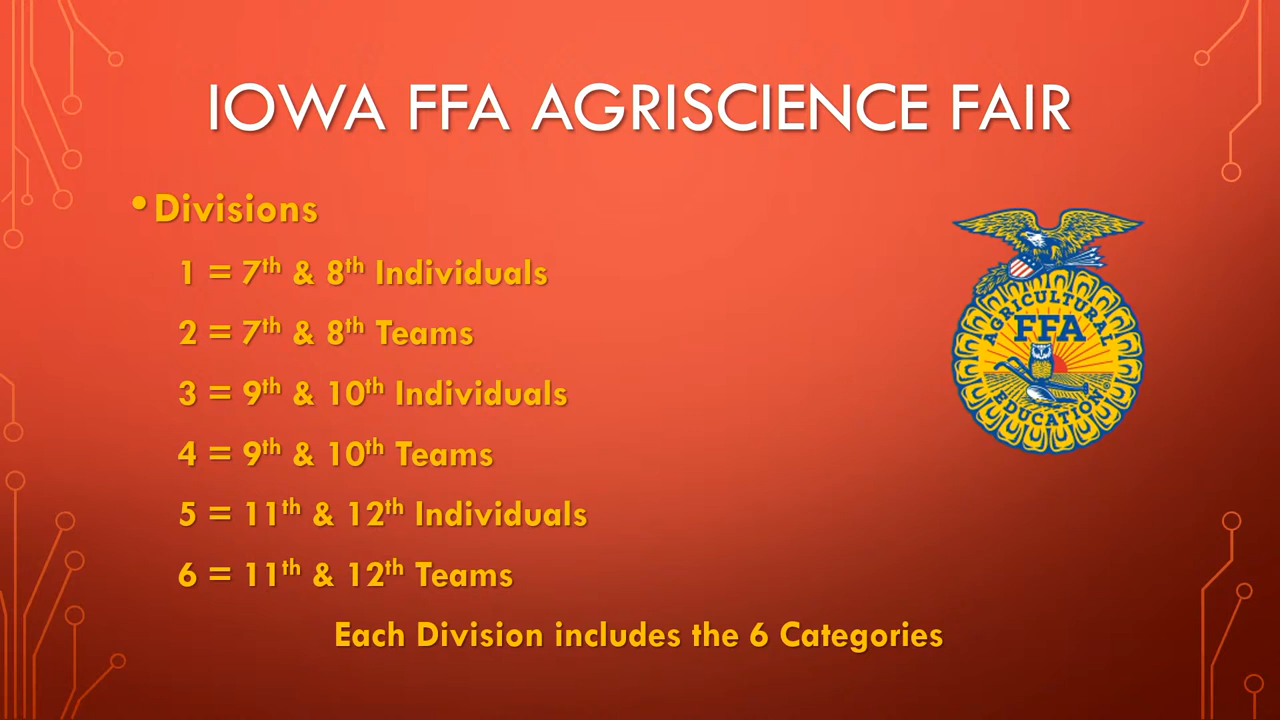 IOWA FFA AGRISCIENCE FAIR
•Divisions
1 = 7th & 8th Individuals
2 = 7th & 8th Teams
3 = 9th & 10th Individuals
4 = 9th & 10th Teams
5 = 11th & 12th Individuals
6 = 11th & 12th Teams
Each Division includes the 6 Categories
AGRICULTURAL
FFA
EDUCATION